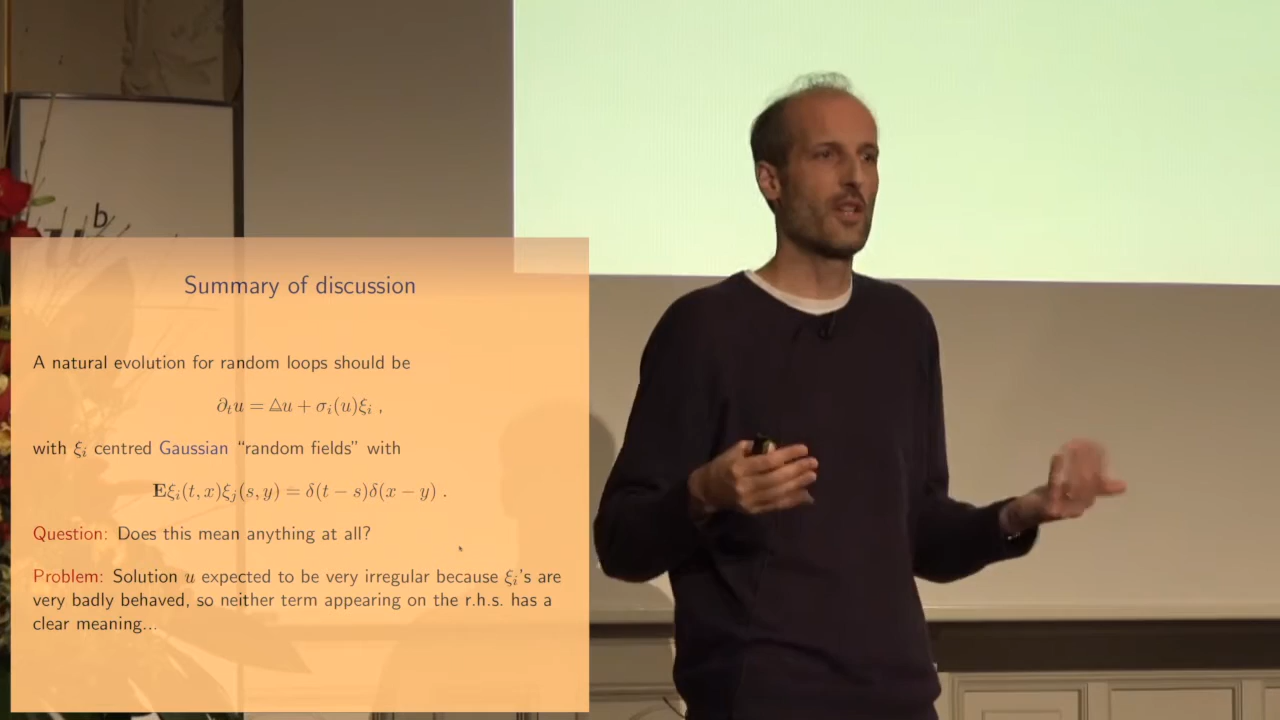 b
Summary of discussion
A natural evolution for random loops should be
∂ₜu = Δu + σᵢ(u)ξᵢ ,
with ξᵢ centred Gaussian “random fields” with
Eξᵢ(t, x)ξⱼ(s, y) = δ(t − s)δ(x − y) .
Question: Does this mean anything at all?
Problem: Solution u expected to be very irregular because ξᵢ's are
very badly behaved, so neither term appearing on the r.h.s. has a
clear meaning...